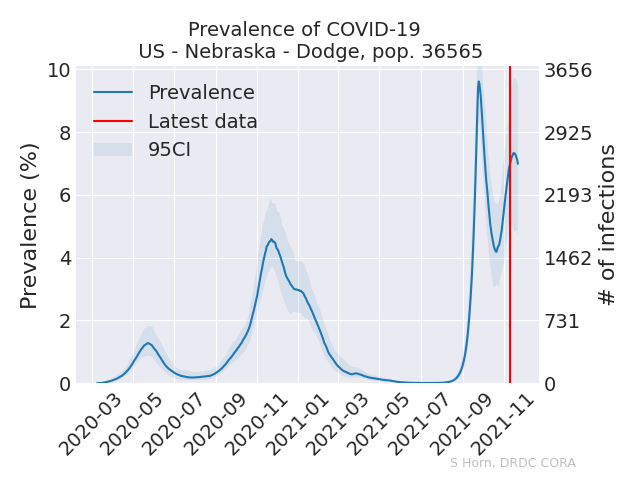 Prevalence of COVID-19
US - Nebraska - Dodge, pop. 36565
Prevalence
Latest data
95CI
Prevalence (%)
10
8
6
4
2
0
3656
2925
2193
1462
731
0
# of infections
2020-03
2020-05
2020-07
2020-09
2020-11
2021-01
2021-03
2021-05
2021-07
2021-09
2021-11
S Horn, DRDC CORA